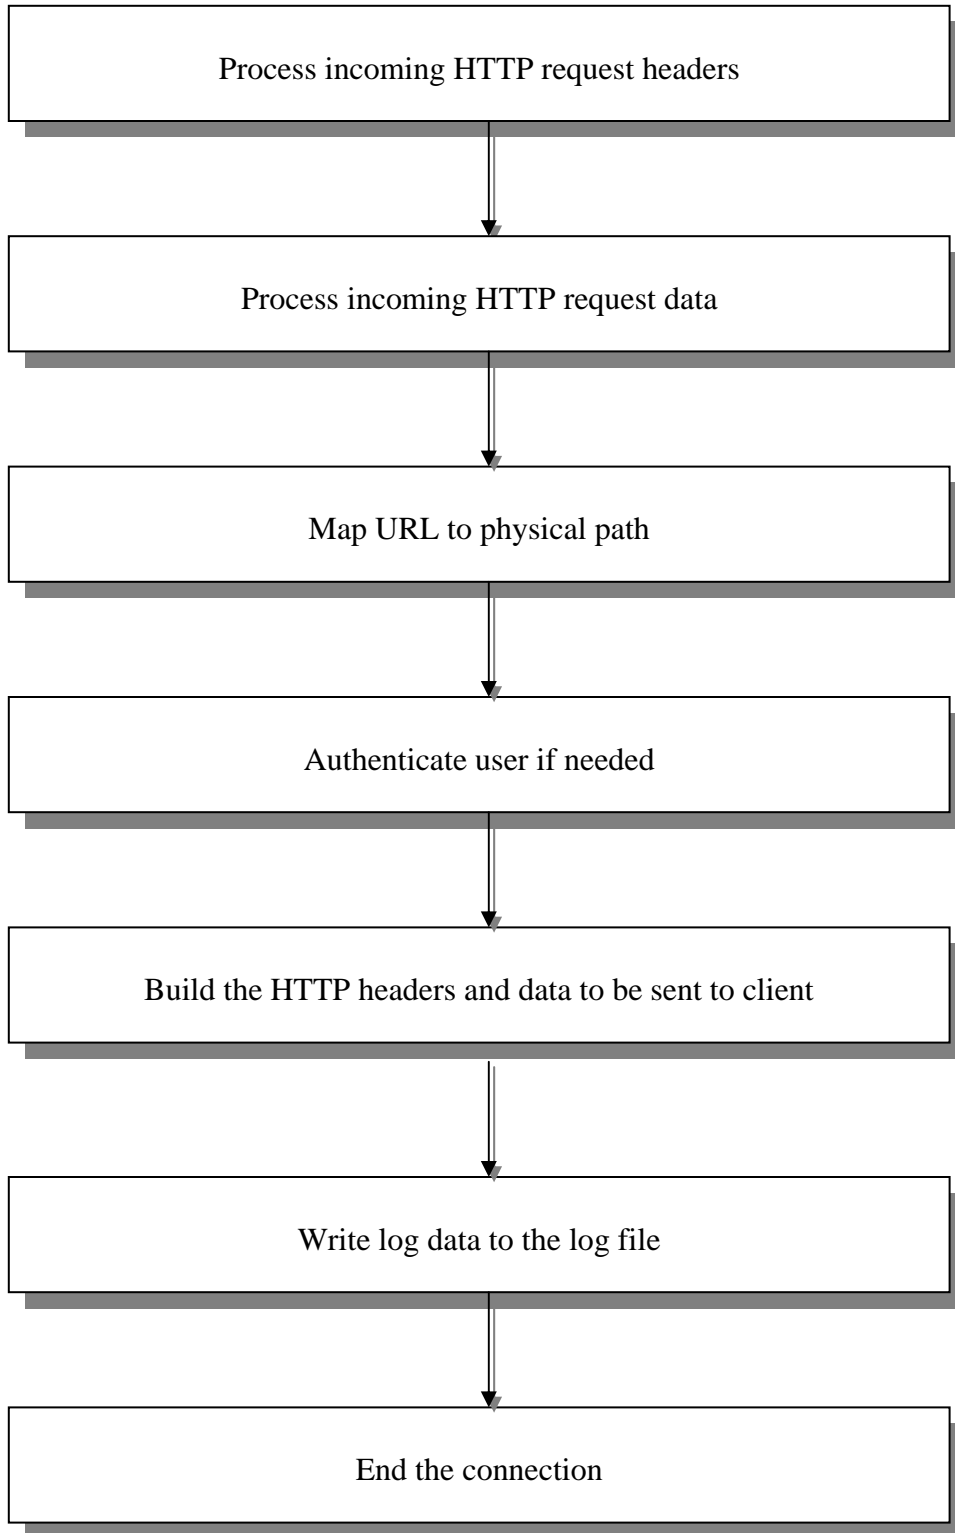 Process incoming HTTP request headers
Process incoming HTTP request data
Map URL to physical path
Authenticate user if needed
Build the HTTP headers and data to be sent to client
Write log data to the log file
End the connection